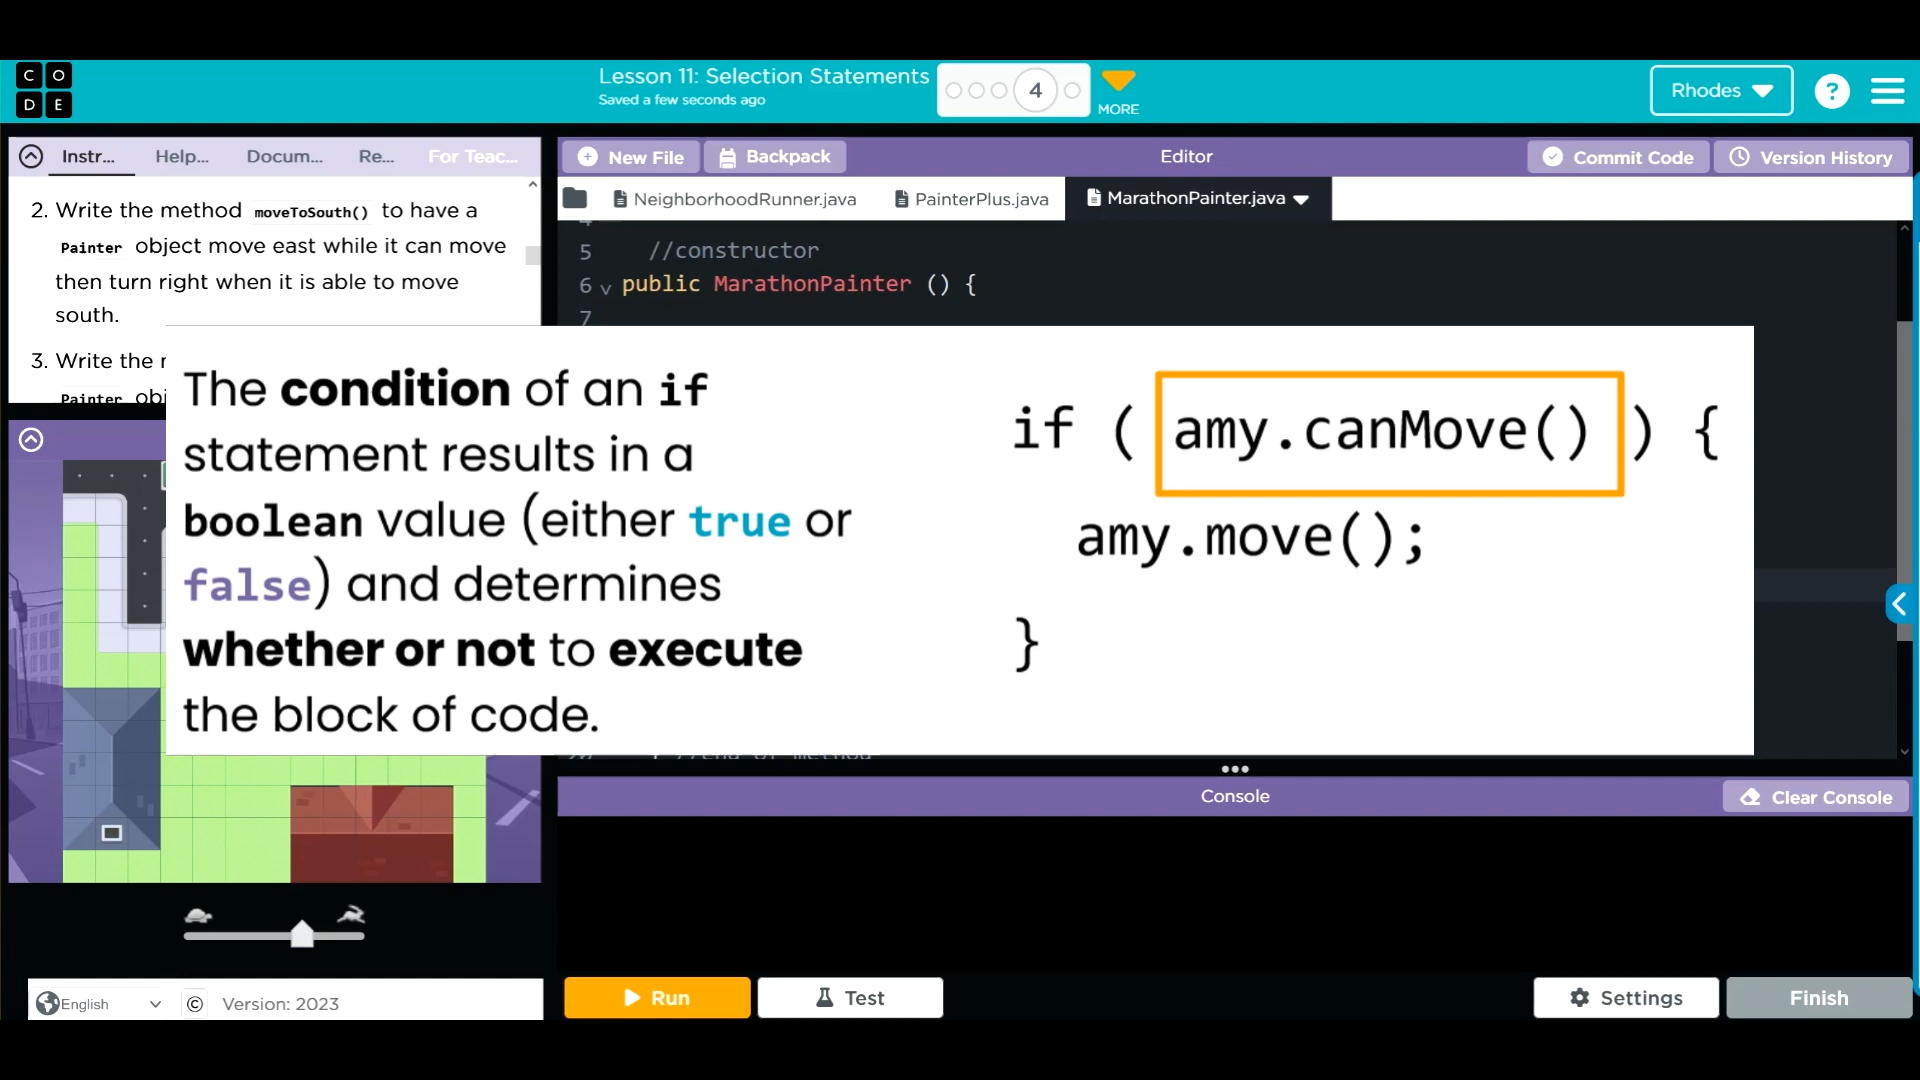 C O
D E
Lesson 11: Selection Statements
Saved a few seconds ago
4
MORE
Rhodes
?
Instr...
Help...
Docum...
Re...
For Teac...
New File
Backpack
Editor
Commit Code
Version History
NeighborhoodRunner.java
PainterPlus.java
MarathonPainter.java
2. Write the method moveToSouth() to have a
Painter object move east while it can move
then turn right when it is able to move
south.
3. Write the
Painter
5 //constructor
6 public MarathonPainter () {
7
The condition of an if
statement results in a
boolean value (either true or
false) and determines
whether or not to execute
the block of code.
if ( amy.canMove() ) {
amy.move();
}
Console
Clear Console
English
©
Version: 2023
Run
Test
Settings
Finish